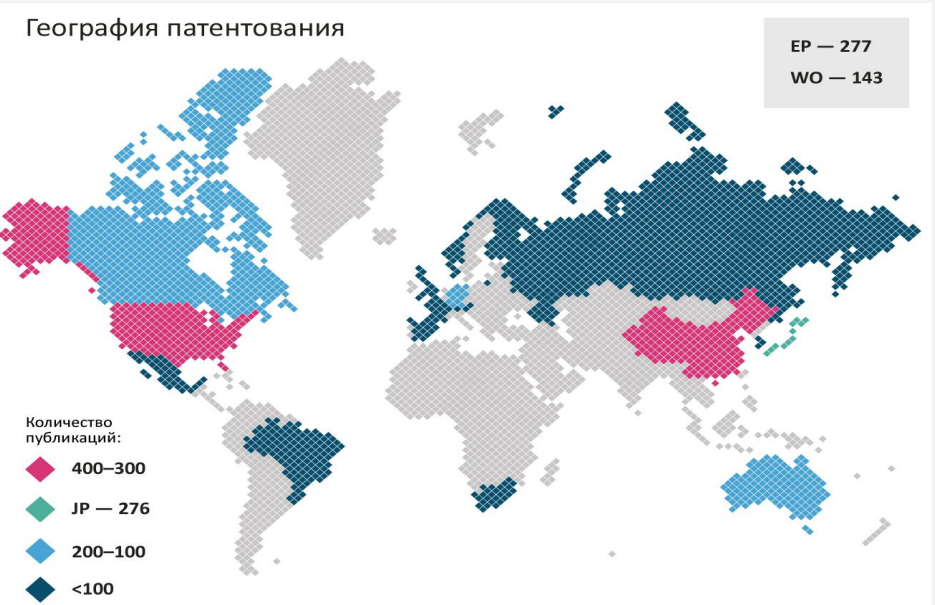 География патентования
EP — 277
WO — 143
Количество
публикаций:
400–300
JP — 276
200–100
<100